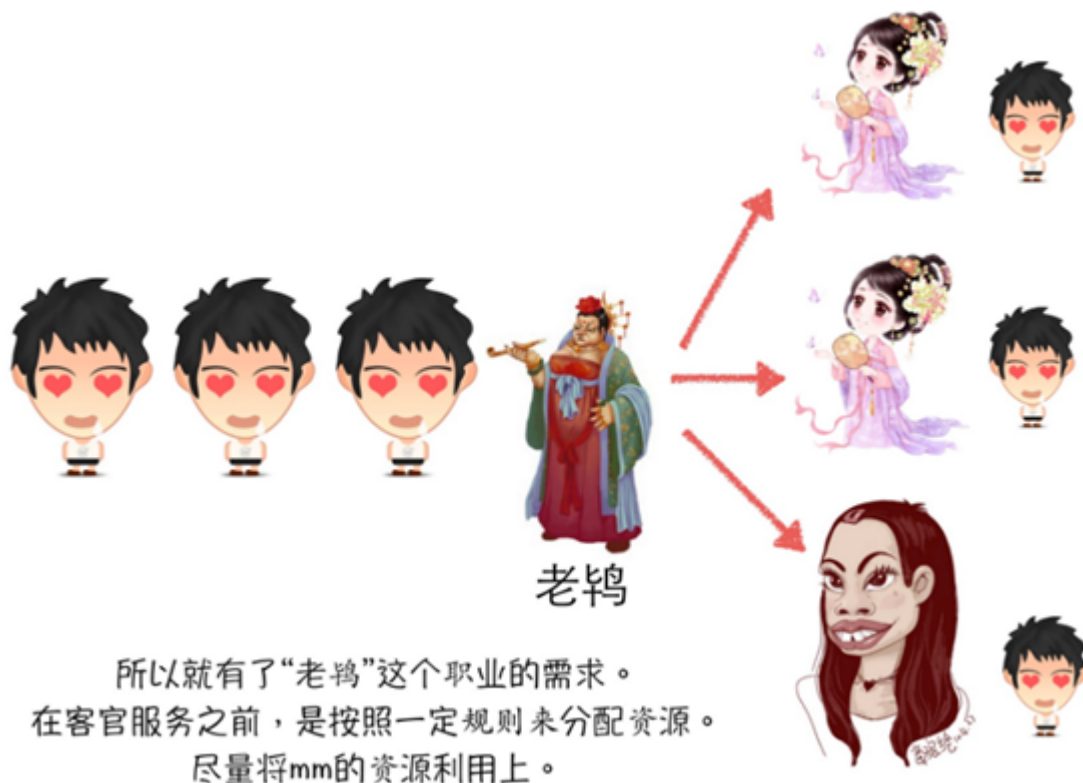 老鸨
所以就有了“老鸨”这个职业的需求。
在客官服务之前，是按照一定规则来分配资源。
尽量将mm的资源利用上。